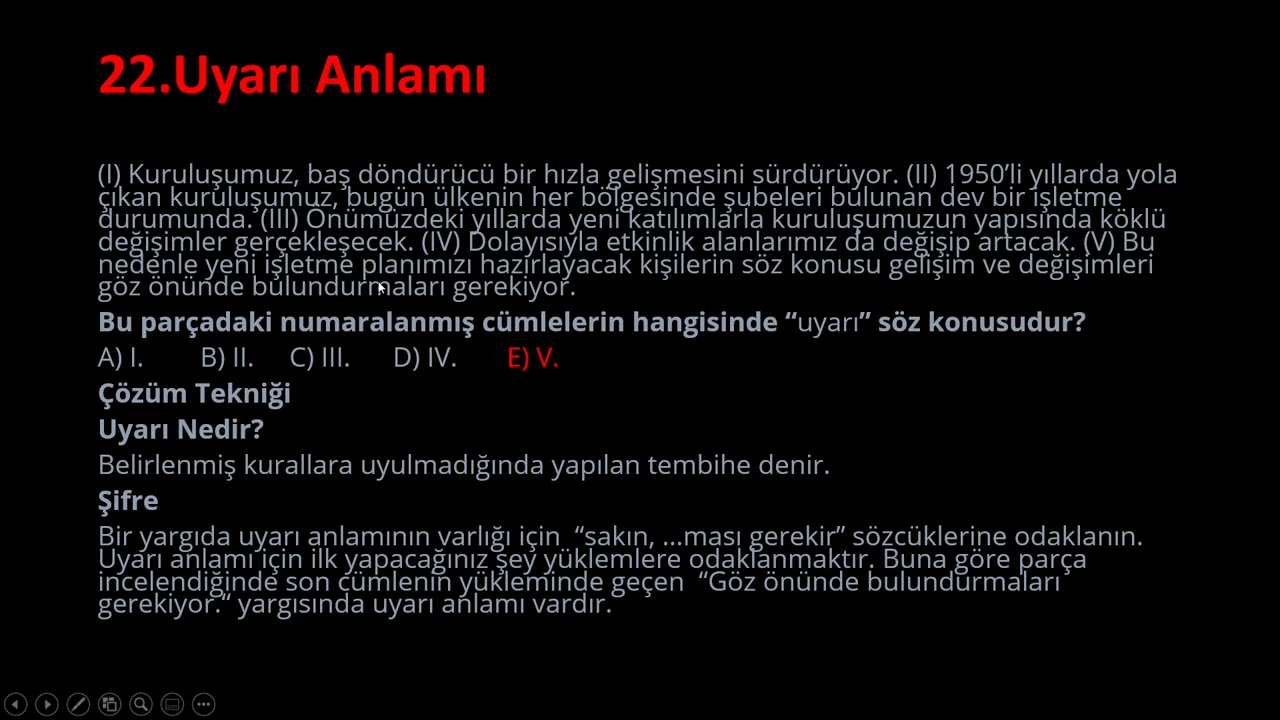 22.Uyarı Anlamı
(I) Kuruluşumuz, baş döndürücü bir hızla gelişmesini sürdürüyor. (II) 1950’li yıllarda yola
çıkan kuruluşumuz, bugün ülkenin her bölgesinde şubeleri bulunan dev bir işletme
durumunda. (III) Önümüzdeki yıllarda yeni katılımlarla kuruluşumuzun yapısında köklü
değişimler gerçekleşecek. (IV) Dolayısıyla etkinlik alanlarımız da değişip artacak. (V) Bu
nedenle yeni işletme planımızı hazırlayacak kişilerin söz konusu gelişim ve değişimleri
göz önünde bulundurmaları gerekiyor.
Bu parçadaki numaralanmış cümlelerin hangisinde “uyarı” söz konusudur?
A) I. B) II. C) III. D) IV. E) V.
Çözüm Tekniği
Uyarı Nedir?
Belirlenmiş kurallara uyulmadığında yapılan tembihe denir.
Şifre
Bir yargıda uyarı anlamının varlığı için “sakın, ...ması gerekir” sözcüklerine odaklanın.
Uyarı anlamı için ilk yapacağınız şey yüklemlere odaklanmaktır. Buna göre parça
incelendiğinde son cümlenin yükleminde geçen “Göz önünde bulundurmaları
gerekiyor.“ yargısında uyarı anlamı vardır.